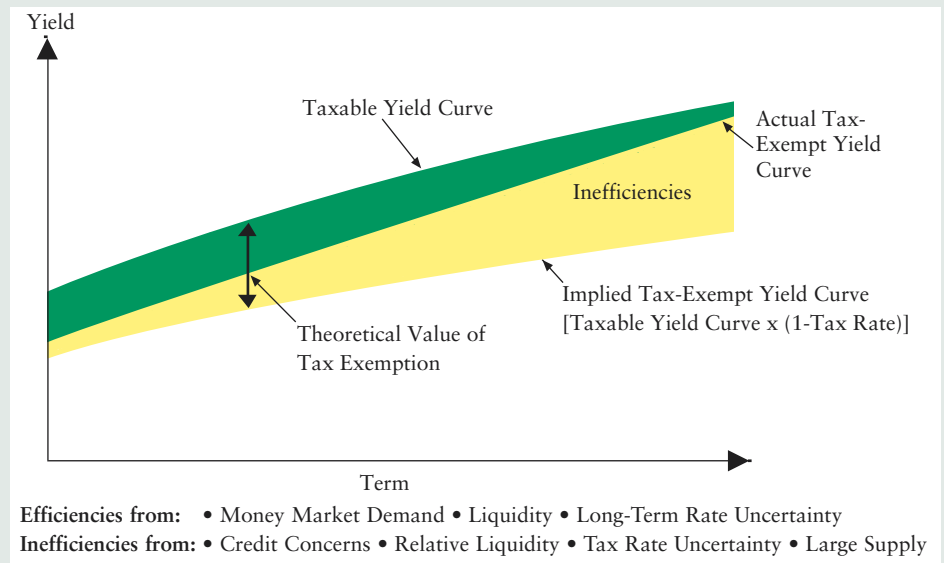 Yield
Taxable Yield Curve
Actual Tax-
Exempt Yield
Curve
Inefficiencies
Implied Tax-Exempt Yield Curve
[Taxable Yield Curve x (1-Tax Rate)]
Theoretical Value of
Tax Exemption
Term
Efficiencies from: • Money Market Demand • Liquidity • Long-Term Rate Uncertainty
Inefficiencies from: • Credit Concerns • Relative Liquidity • Tax Rate Uncertainty • Large Supply